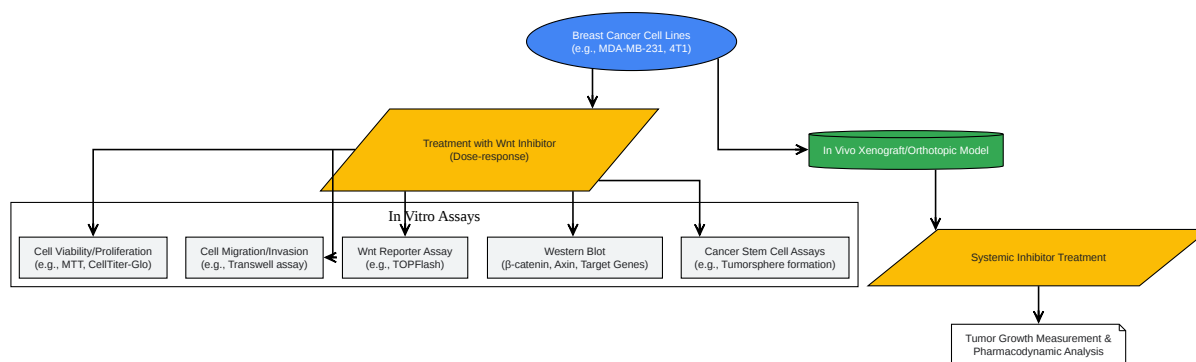 Breast Cancer Cell Lines
(e.g., MDA-MB-231, 4T1)
Treatment with Wnt Inhibitor
(Dose-response)
In Vivo Xenograft/Orthotopic Model
In Vitro Assays
Cell Viability/Proliferation
(e.g., MTT, CellTiter-Glo)
Cell Migration/Invasion
(e.g., Transwell assay)
Wnt Reporter Assay
(e.g., TOPFlash)
Western Blot
(β-catenin, Axin, Target Genes)
Cancer Stem Cell Assays
(e.g., Tumorsphere formation)
Systemic Inhibitor Treatment
Tumor Growth Measurement &
Pharmacodynamic Analysis